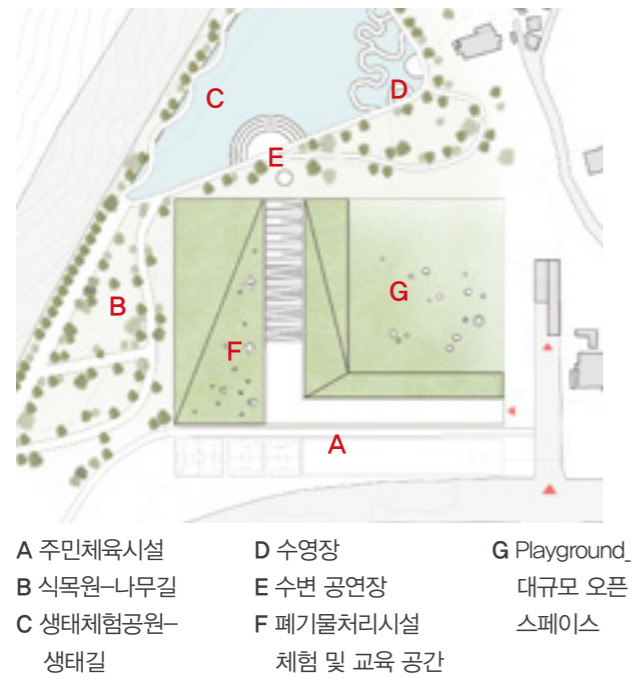 C
D
E
B
G
F
A
A 주민체육시설
B 식목원–나무길
C 생태체험공원–
생태길
D 수영장
E 수변 공연장
F 폐기물처리시설
체험 및 교육 공간
G Playground_
대규모 오픈
스페이스